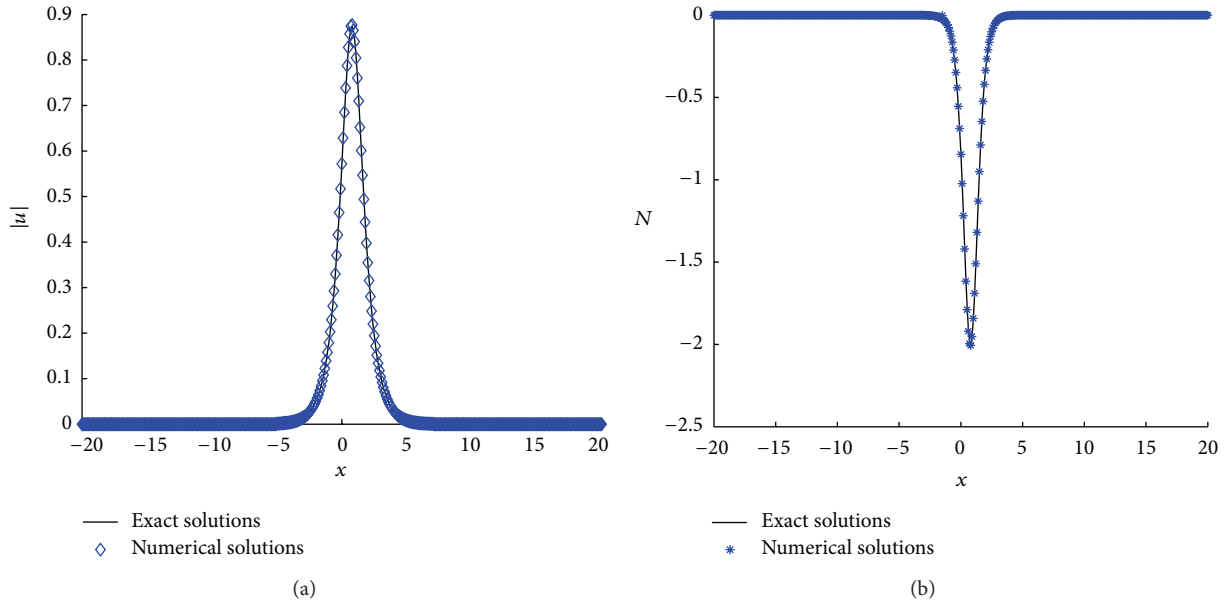 0.9
0.8
0.7
0.6
0.5
0.4
0.3
0.2
0.1
0
|u|
−20 −15 −10 −5 0 5 10 15 20
x
Exact solutions
Numerical solutions
(a)
0
−0.5
−1
−1.5
−2
−2.5
N
−20 −15 −10 −5 0 5 10 15 20
x
Exact solutions
Numerical solutions
(b)